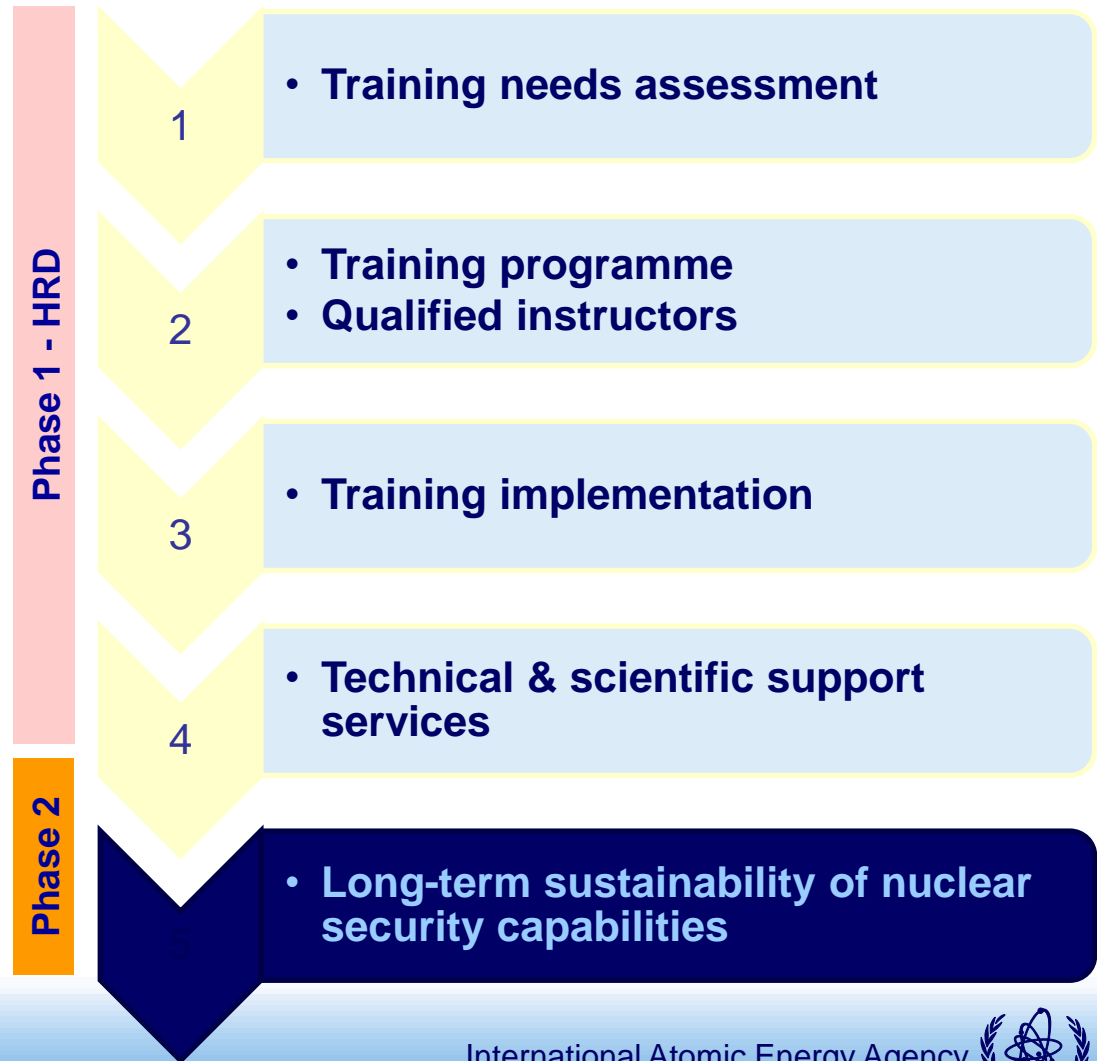 Phase 1 - HRD
1
• Training needs assessment
2
• Training programme
• Qualified instructors
3
• Training implementation
4
• Technical & scientific support
services
Phase 2
5
• Long-term sustainability of nuclear
security capabilities
International Atomic Energy Agency